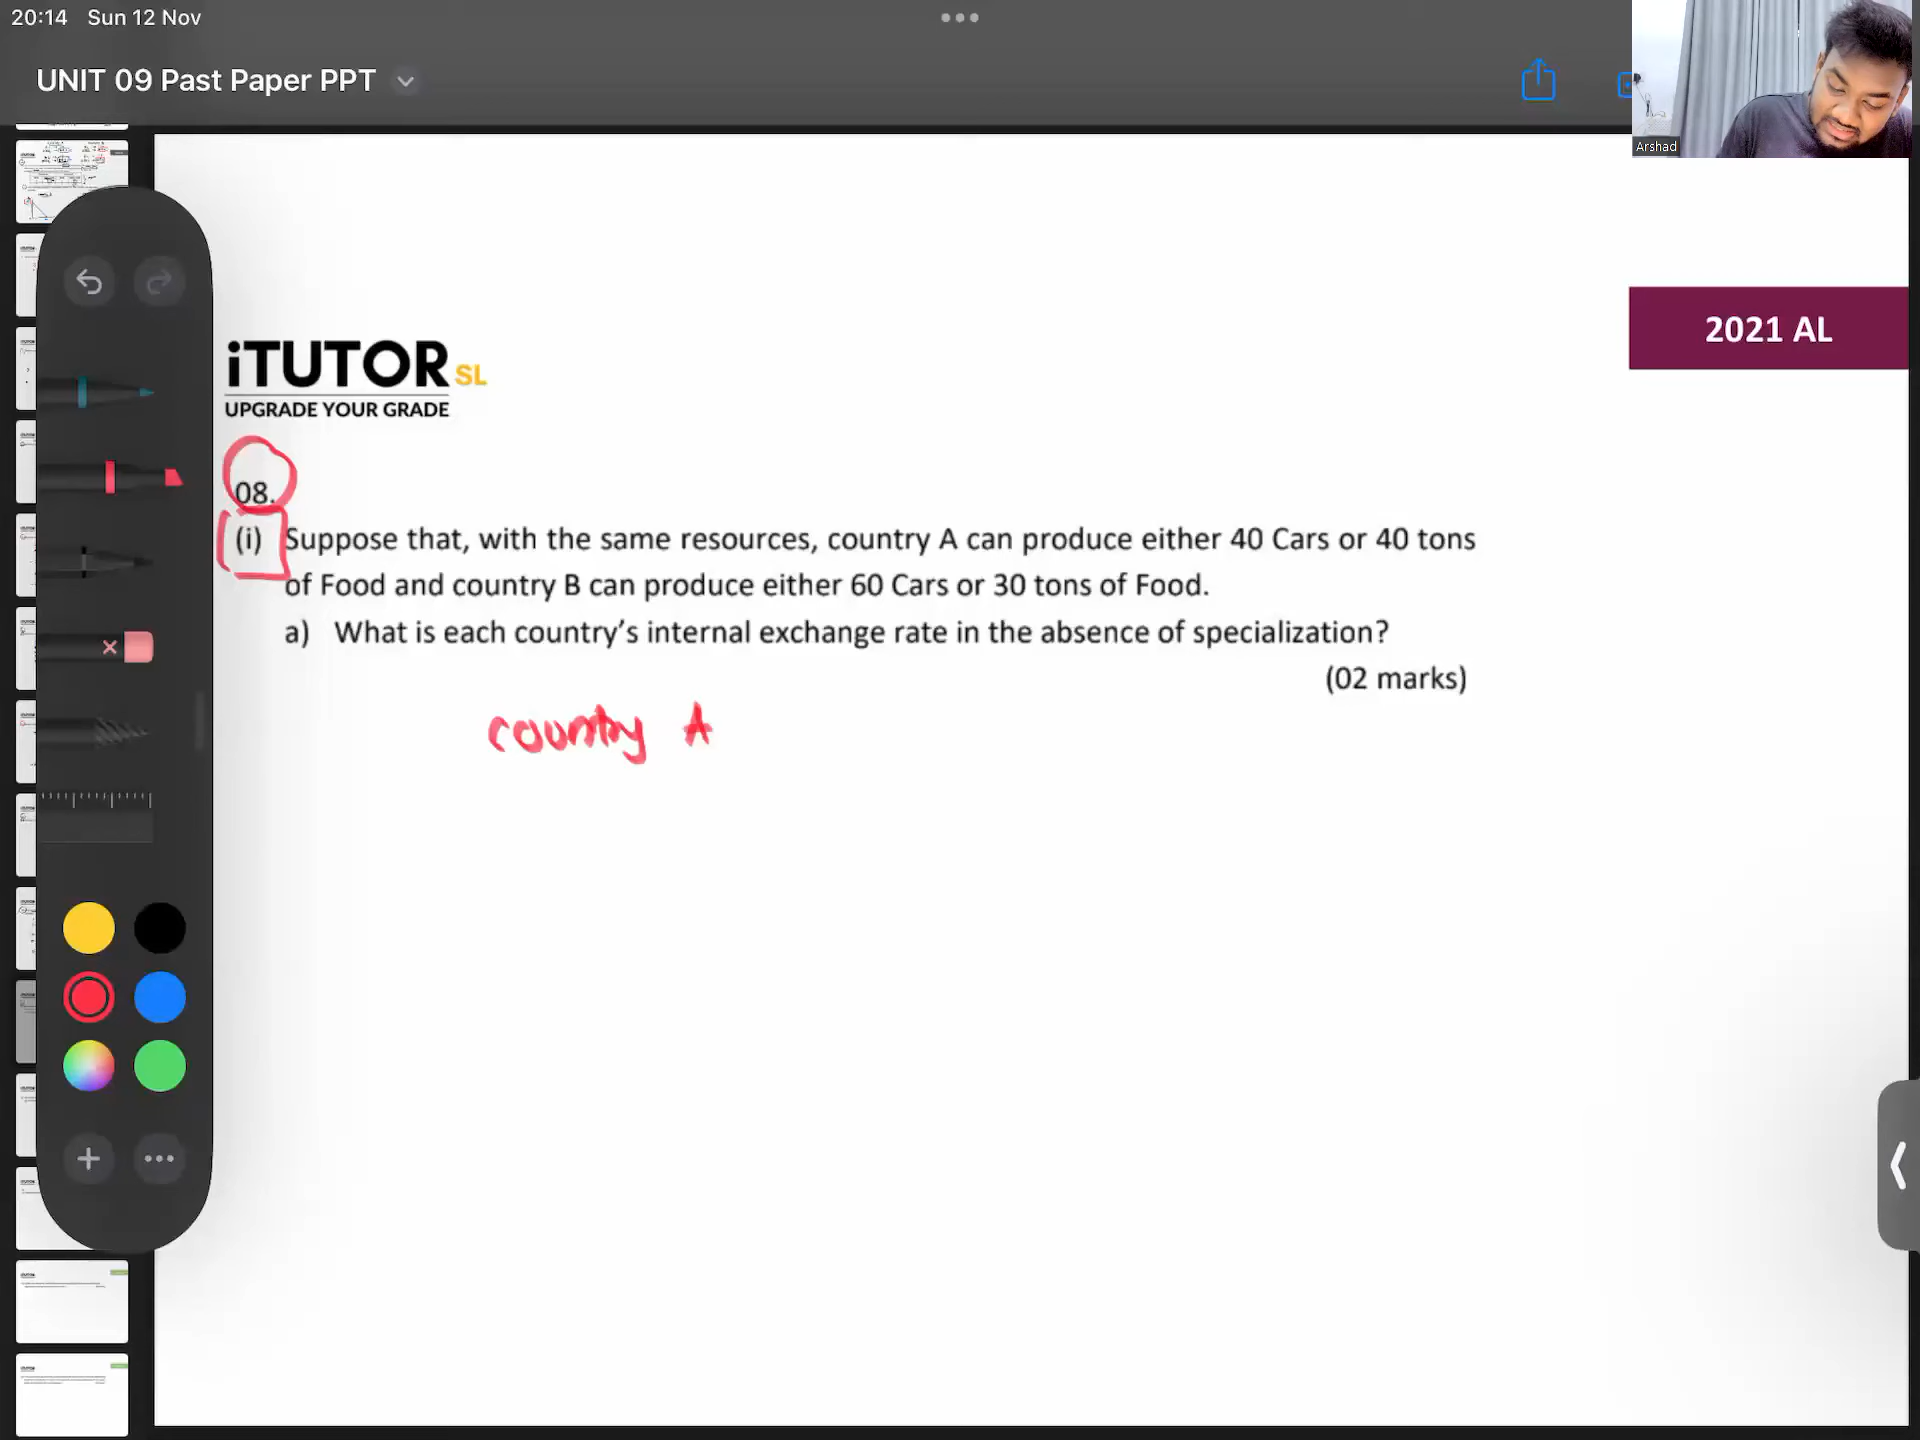 20:14 Sun 12 Nov
UNIT 09 Past Paper PPT
Arshad
2021 AL
iTUTOR SL
UPGRADE YOUR GRADE
08.
(i) Suppose that, with the same resources, country A can produce either 40 Cars or 40 tons
of Food and country B can produce either 60 Cars or 30 tons of Food.
a) What is each country’s internal exchange rate in the absence of specialization?
(02 marks)
country A